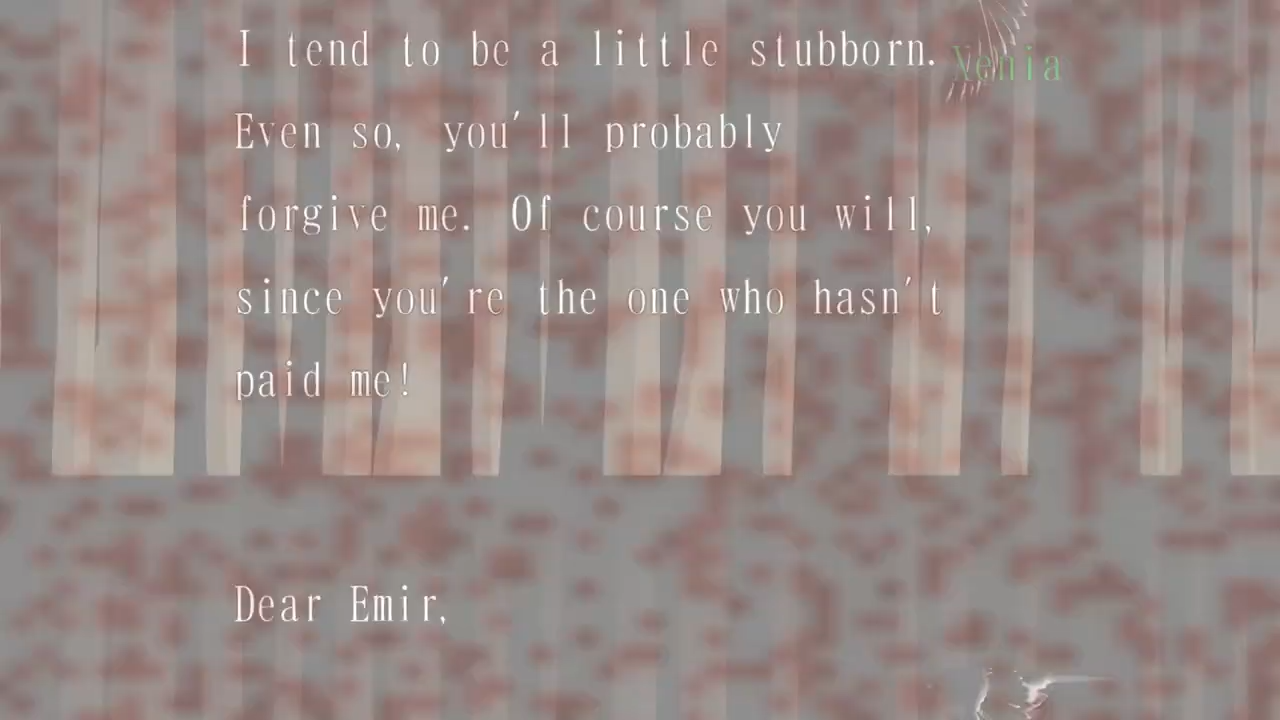 I tend to be a little stubborn.
Xenia
Even so, you'll probably
forgive me. Of course you will,
since you're the one who hasn't
paid me!
Dear Emir,